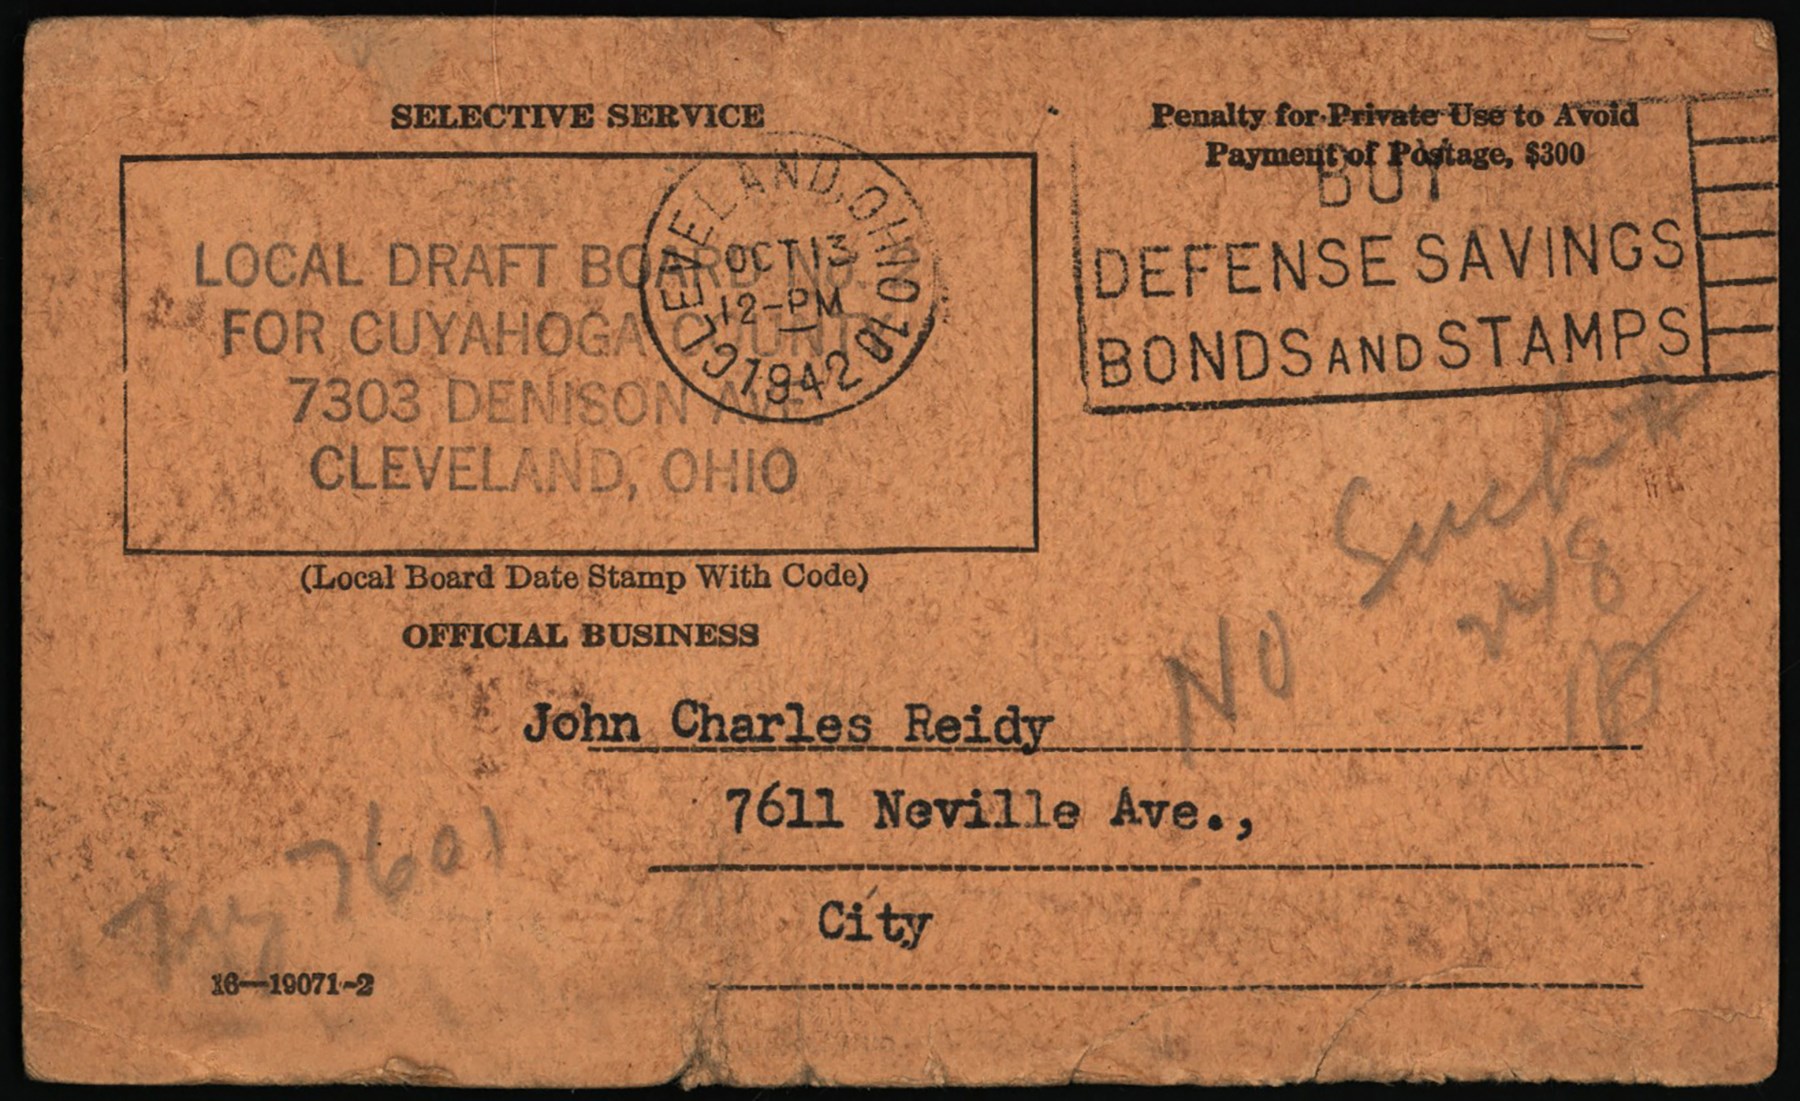 SELECTIVE SERVICE
Penalty for Private Use to Avoid
Payment of Postage, $300
LOCAL DRAFT BOARD NO.
FOR CUYAHOGA COUNTY
7303 DENISON AVE.
CLEVELAND, OHIO
CLEVELAND, OHIO
OCT 13
12-PM
1942
BUY
DEFENSE SAVINGS
BONDS AND STAMPS
(Local Board Date Stamp With Code)
OFFICIAL BUSINESS
No Such #
John Charles Reidy
7611 Neville Ave.,
City
Try 7601
16—19071-2